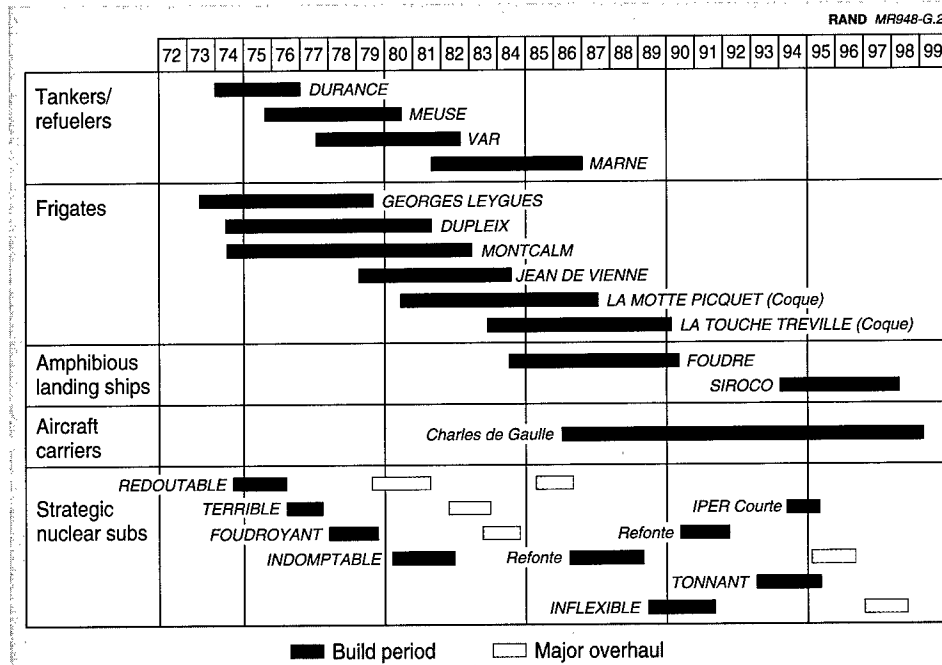 RAND MR948-G.2
72 73 74 75 76 77 78 79 80 81 82 83 84 85 86 87 88 89 90 91 92 93 94 95 96 97 98 99
Tankers/
refuelers
DURANCE
MEUSE
VAR
MARNE
Frigates
GEORGES LEYGUES
DUPLEIX
MONTCALM
JEAN DE VIENNE
LA MOTTE PICQUET (Coque)
LA TOUCHE TREVILLE (Coque)
Amphibious
landing ships
FOUDRE
SIROCO
Aircraft
carriers
Charles de Gaulle
Strategic
nuclear subs
REDOUTABLE
TERRIBLE IPER Courte
FOUDROYANT Refonte
INDOMPTABLE Refonte
TONNANT
INFLEXIBLE
Build period Major overhaul